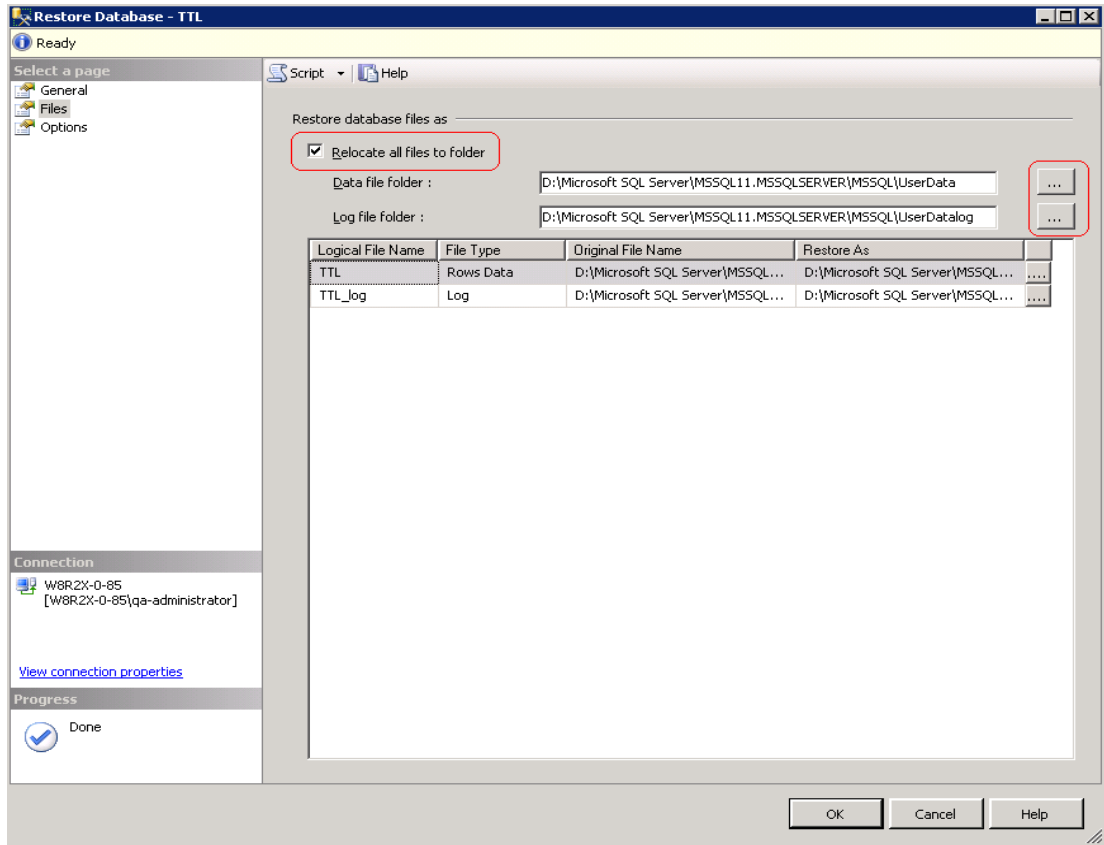 Restore Database - TTL
Ready
Select a page
General
Files
Options
Script
Help
Restore database files as
Relocate all files to folder
Data file folder :
D:\Microsoft SQL Server\MSSQL11.MSSQLSERVER\MSSQL\UserData
...
Log file folder :
D:\Microsoft SQL Server\MSSQL11.MSSQLSERVER\MSSQL\UserDatalog
...
Logical File Name File Type Original File Name Restore As
TTL Rows Data D:\Microsoft SQL Server\MSSQL... D:\Microsoft SQL Server\MSSQL... ....
TTL_log Log D:\Microsoft SQL Server\MSSQL... D:\Microsoft SQL Server\MSSQL... ....
Connection
W8R2X-0-85
[W8R2X-0-85\qa-administrator]
View connection properties
Progress
Done
OK Cancel Help